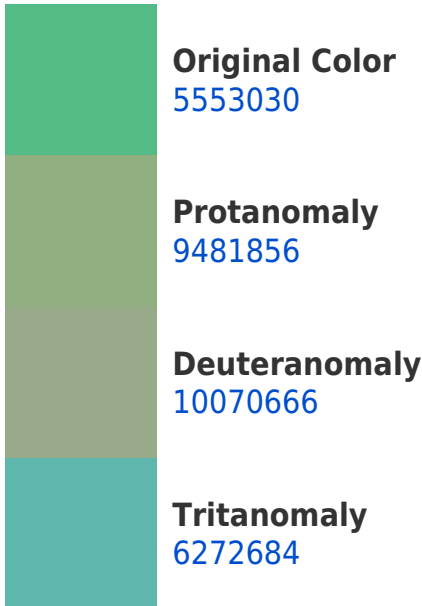 Original Color
5553030
Protanomaly
9481856
Deuteranomaly
10070666
Tritanomaly
6272684